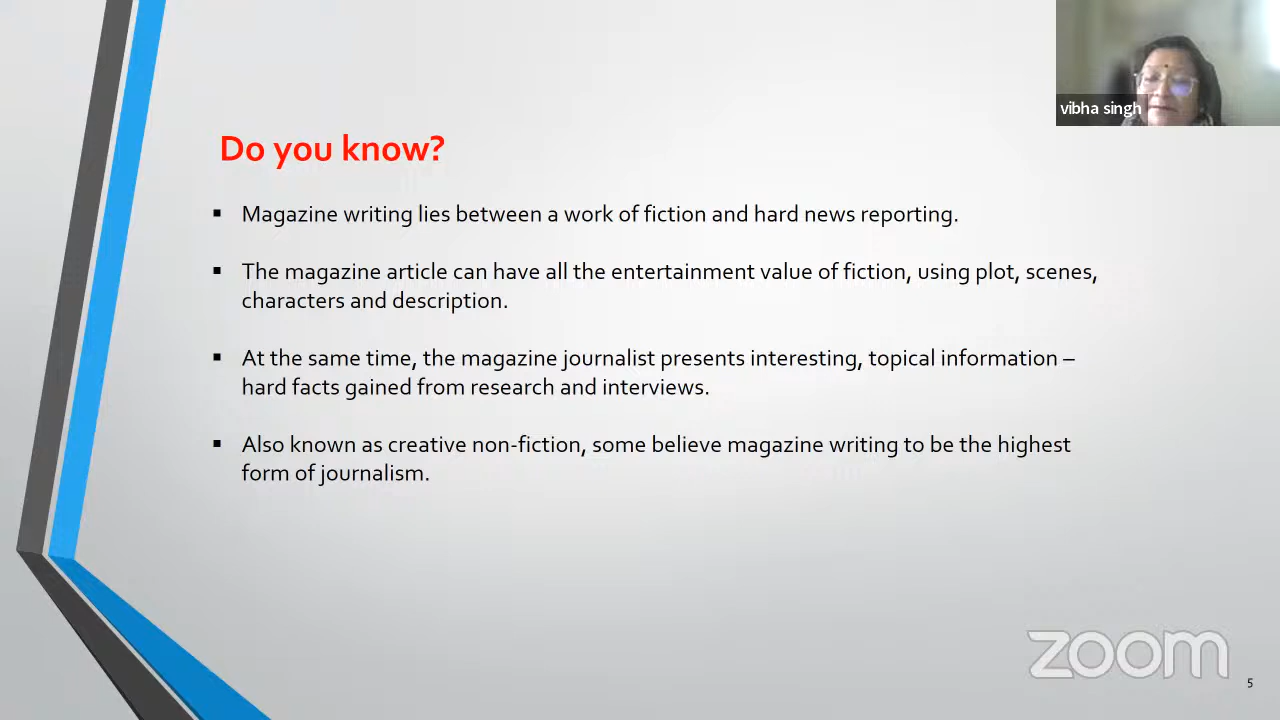 vibha singh
Do you know?
▪ Magazine writing lies between a work of fiction and hard news reporting.
▪ The magazine article can have all the entertainment value of fiction, using plot, scenes,
characters and description.
▪ At the same time, the magazine journalist presents interesting, topical information –
hard facts gained from research and interviews.
▪ Also known as creative non-fiction, some believe magazine writing to be the highest
form of journalism.
zoom
5